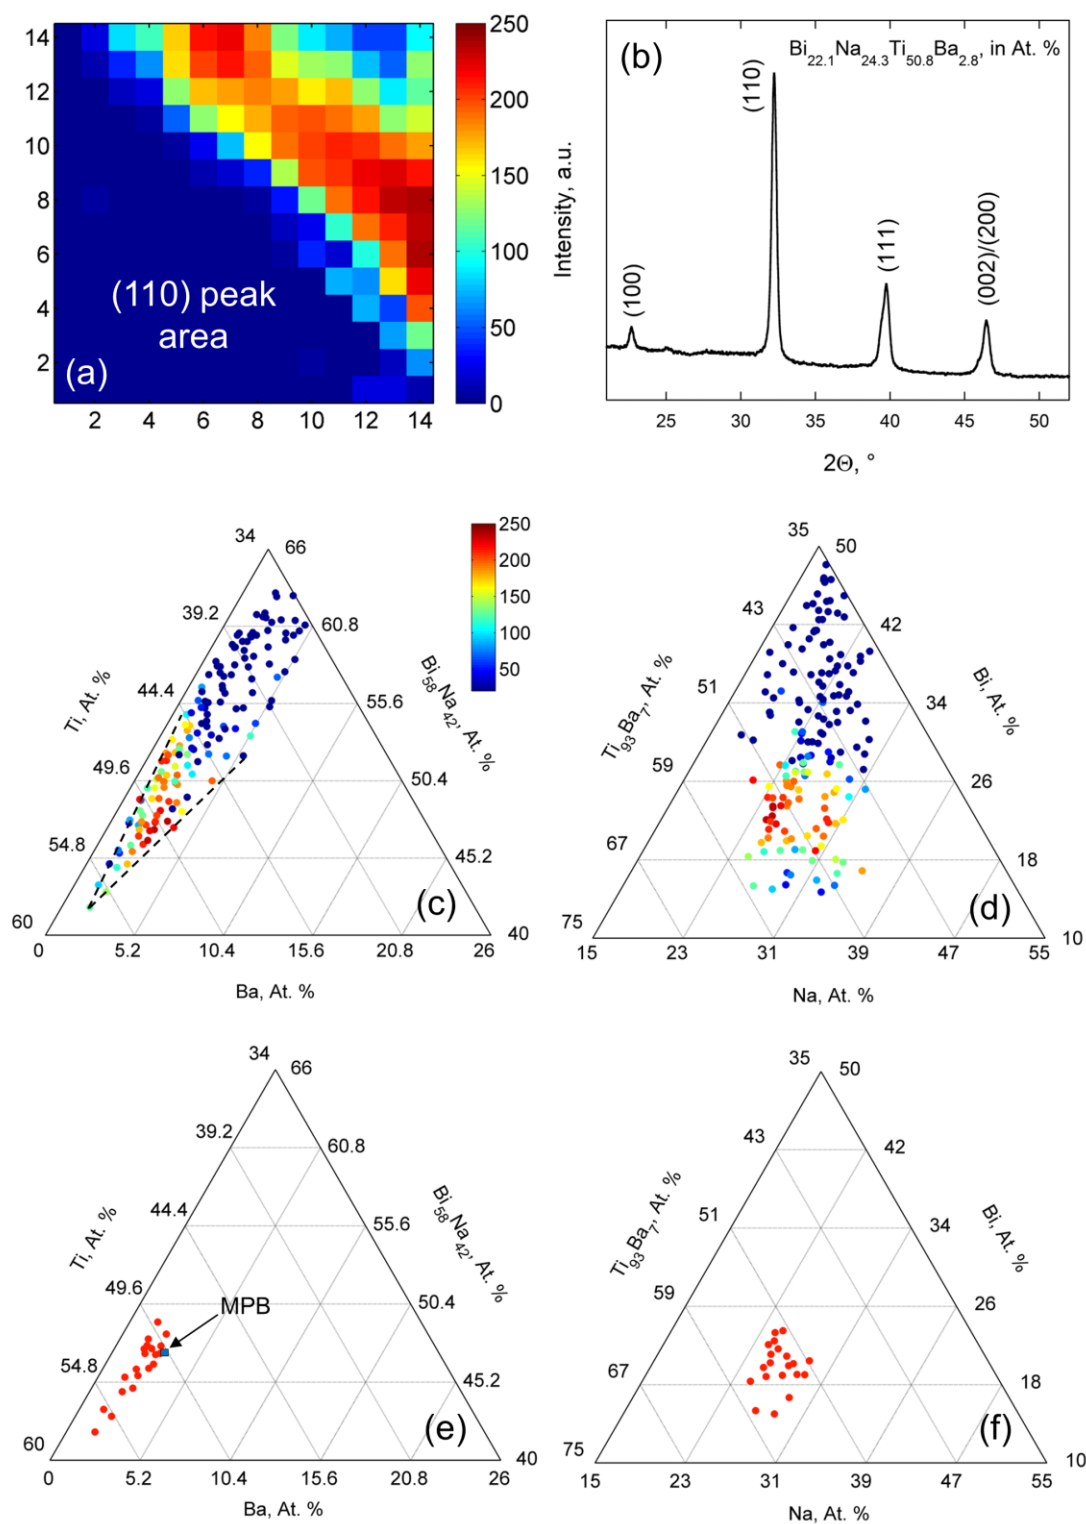 14
12
10
8
6
4
2
2 4 6 8 10 12 14
(110) peak
area
(a)
250
200
150
100
50
0
(b)
Bi22.1Na24.3Ti50.8Ba2.8, in At. %
Intensity, a.u.
(100)
(110)
(111)
(002)/(200)
25 30 35 40 45 50
2Θ, °
34 66
39.2 60.8
44.4 55.6
49.6 50.4
54.8 45.2
60 40
0 5.2 10.4 15.6 20.8 26
Ti, At. %
Bi58Na42, At. %
Ba, At. %
250
200
150
100
50
(c)
35 50
43 42
51 34
59 26
67 18
75 10
15 23 31 39 47 55
Ti93Ba7, At. %
Bi, At. %
Na, At. %
(d)
34 66
39.2 60.8
44.4 55.6
49.6 50.4
54.8 45.2
60 40
0 5.2 10.4 15.6 20.8 26
Ti, At. %
Bi58Na42, At. %
Ba, At. %
MPB
(e)
35 50
43 42
51 34
59 26
67 18
75 10
15 23 31 39 47 55
Ti93Ba7, At. %
Bi, At. %
Na, At. %
(f)